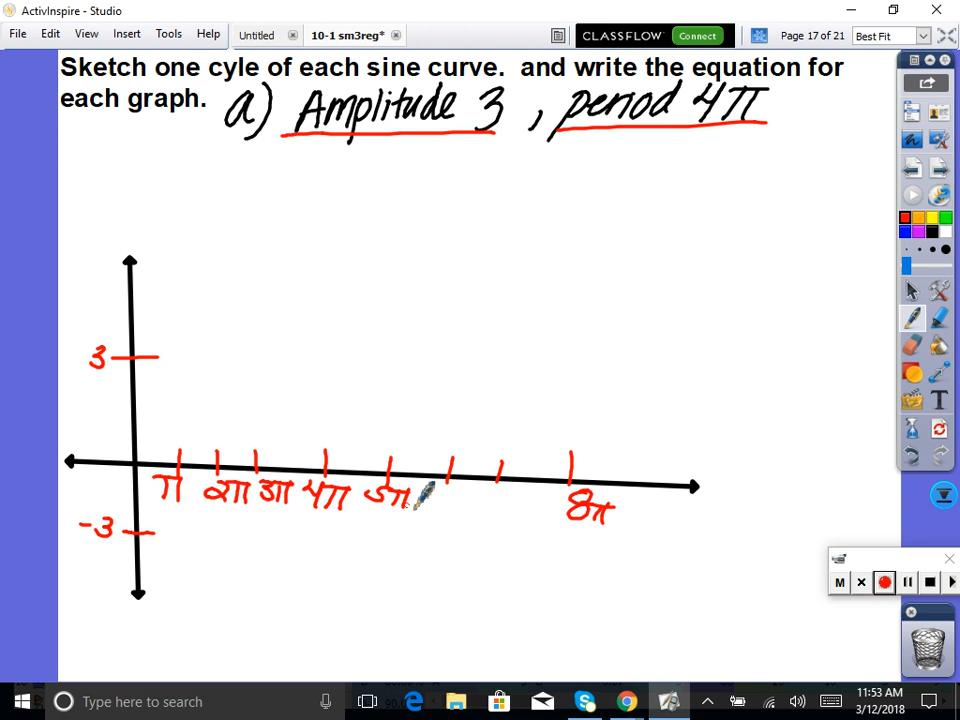 ActivInspire - Studio
File Edit View Insert Tools Help Untitled 10-1 sm3reg* CLASSFLOW Connect Page 17 of 21 Best Fit
Sketch one cyle of each sine curve. and write the equation for
each graph. a) Amplitude 3 , period 4π
3
π 2π 3π 4π 5π 8π
-3
M
Type here to search
11:53 AM
3/12/2018